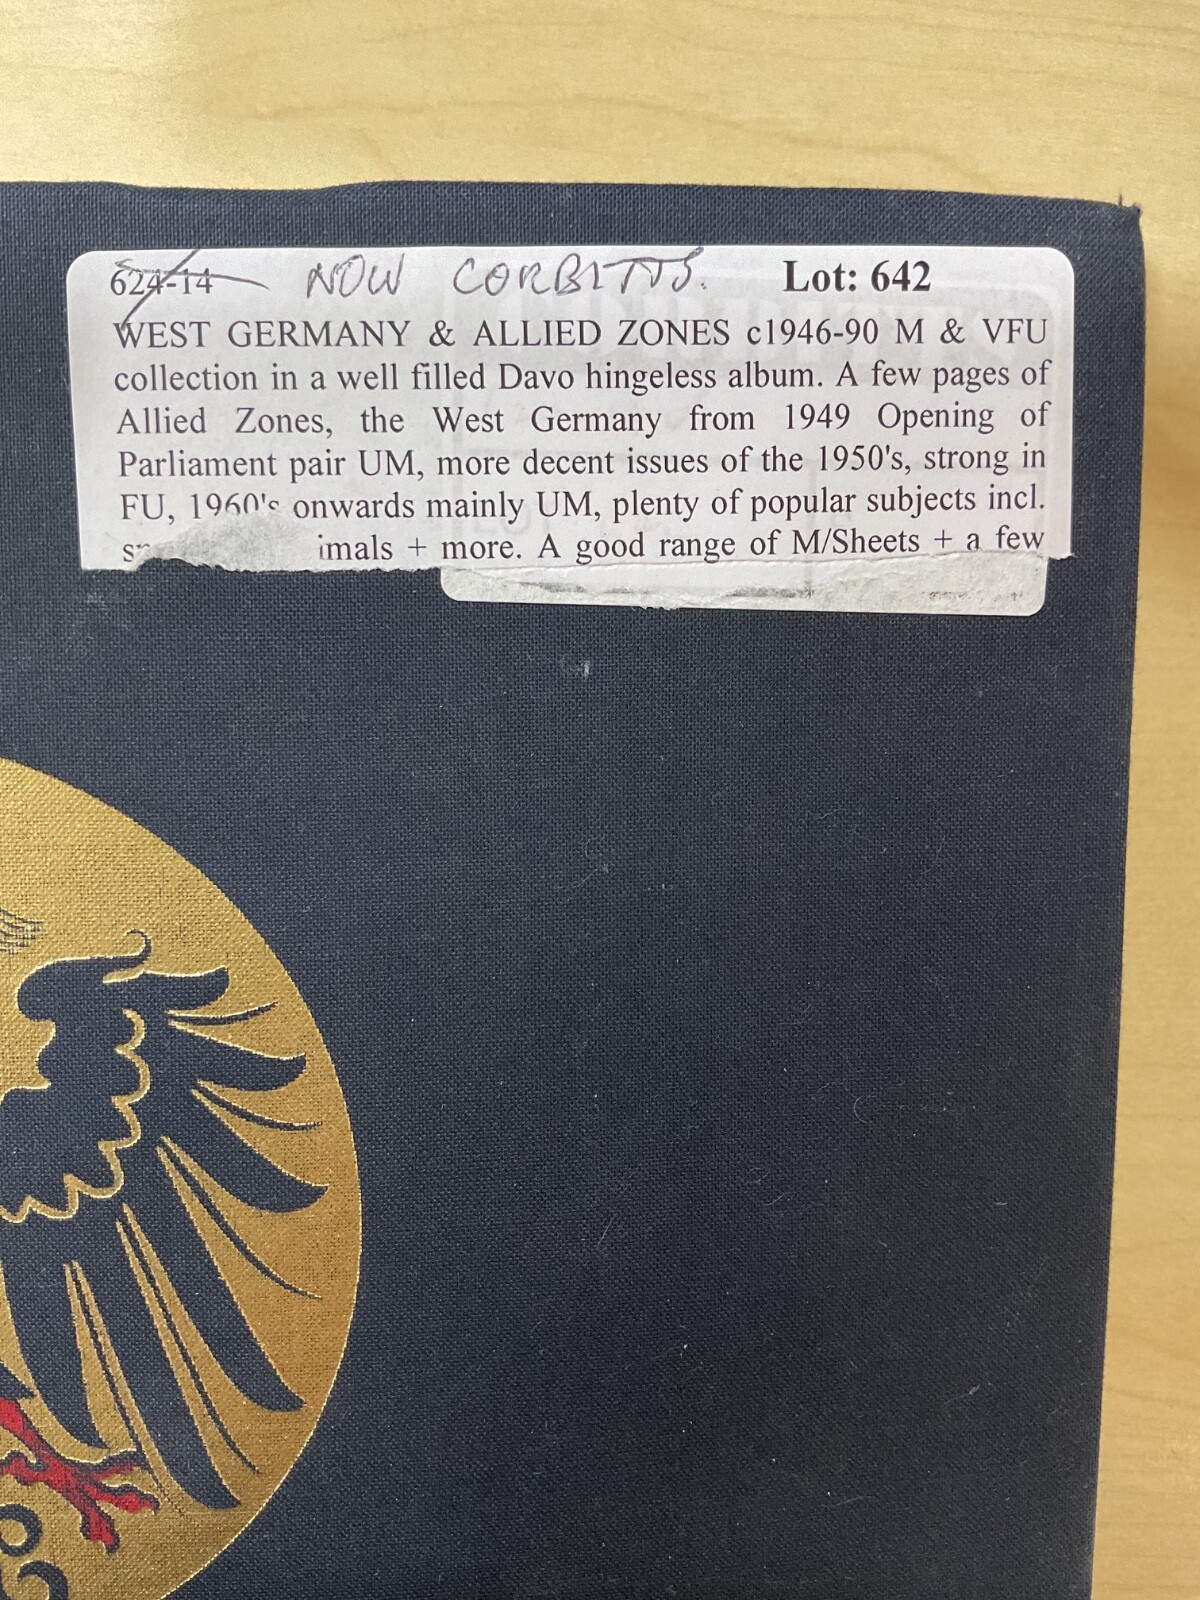 624-14 NOW CORBITTS. Lot: 642
WEST GERMANY & ALLIED ZONES c1946-90 M & VFU
collection in a well filled Davo hingeless album. A few pages of
Allied Zones, the West Germany from 1949 Opening of
Parliament pair UM, more decent issues of the 1950's, strong in
FU, 1960's onwards mainly UM, plenty of popular subjects incl.
imals + more. A good range of M/Sheets + a few